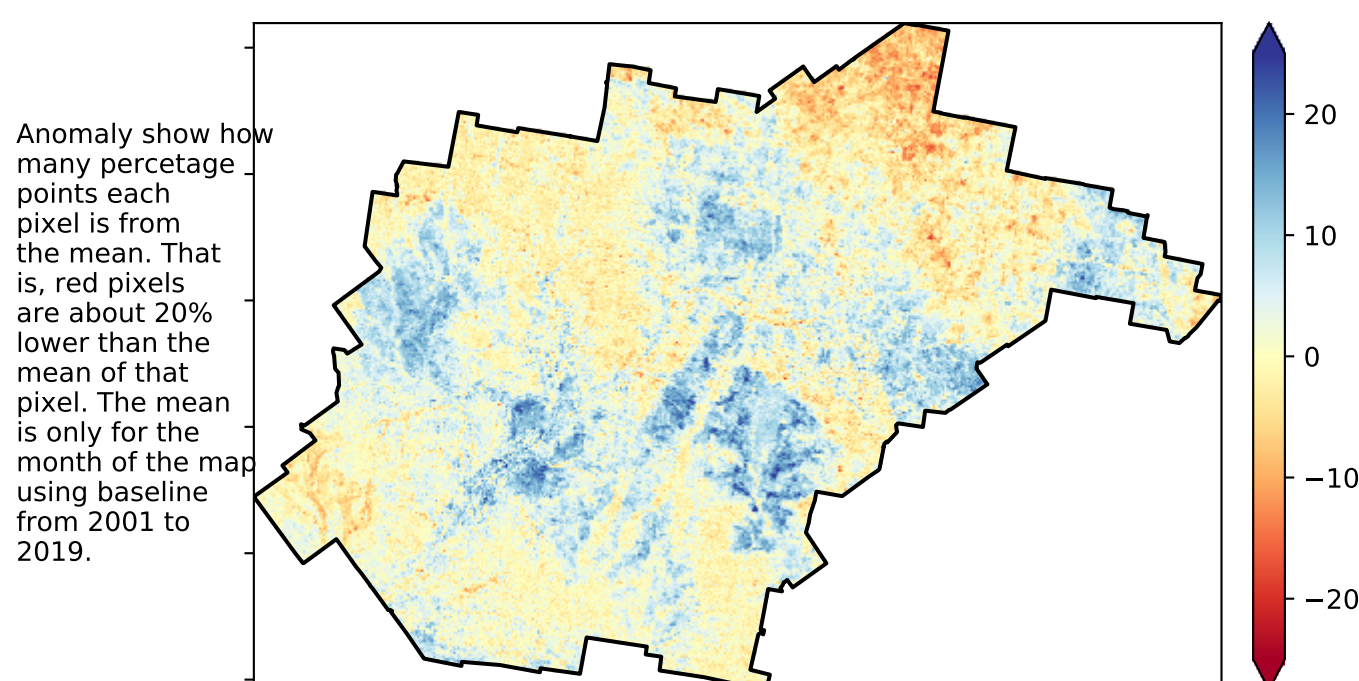 Anomaly show how
many percetage
points each
pixel is from
the mean. That
is, red pixels
are about 20%
lower than the
mean of that
pixel. The mean
is only for the
month of the map
using baseline
from 2001 to
2019.
20
10
0
−10
−20